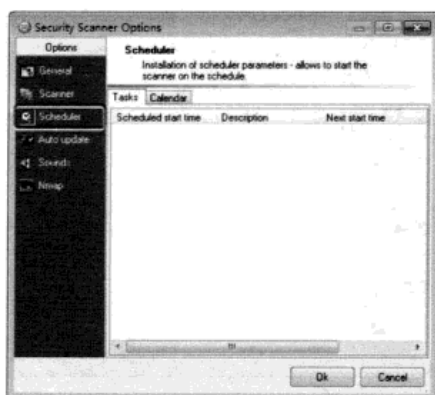 Security Scanner Options
Options
General
Scanner
Scheduler
Auto update
Sounds
Nmap
Scheduler
Installation of scheduler parameters - allows to start the
scanner on the schedule.
Tasks Calendar
Scheduled start time Description Next start time
Ok Cancel